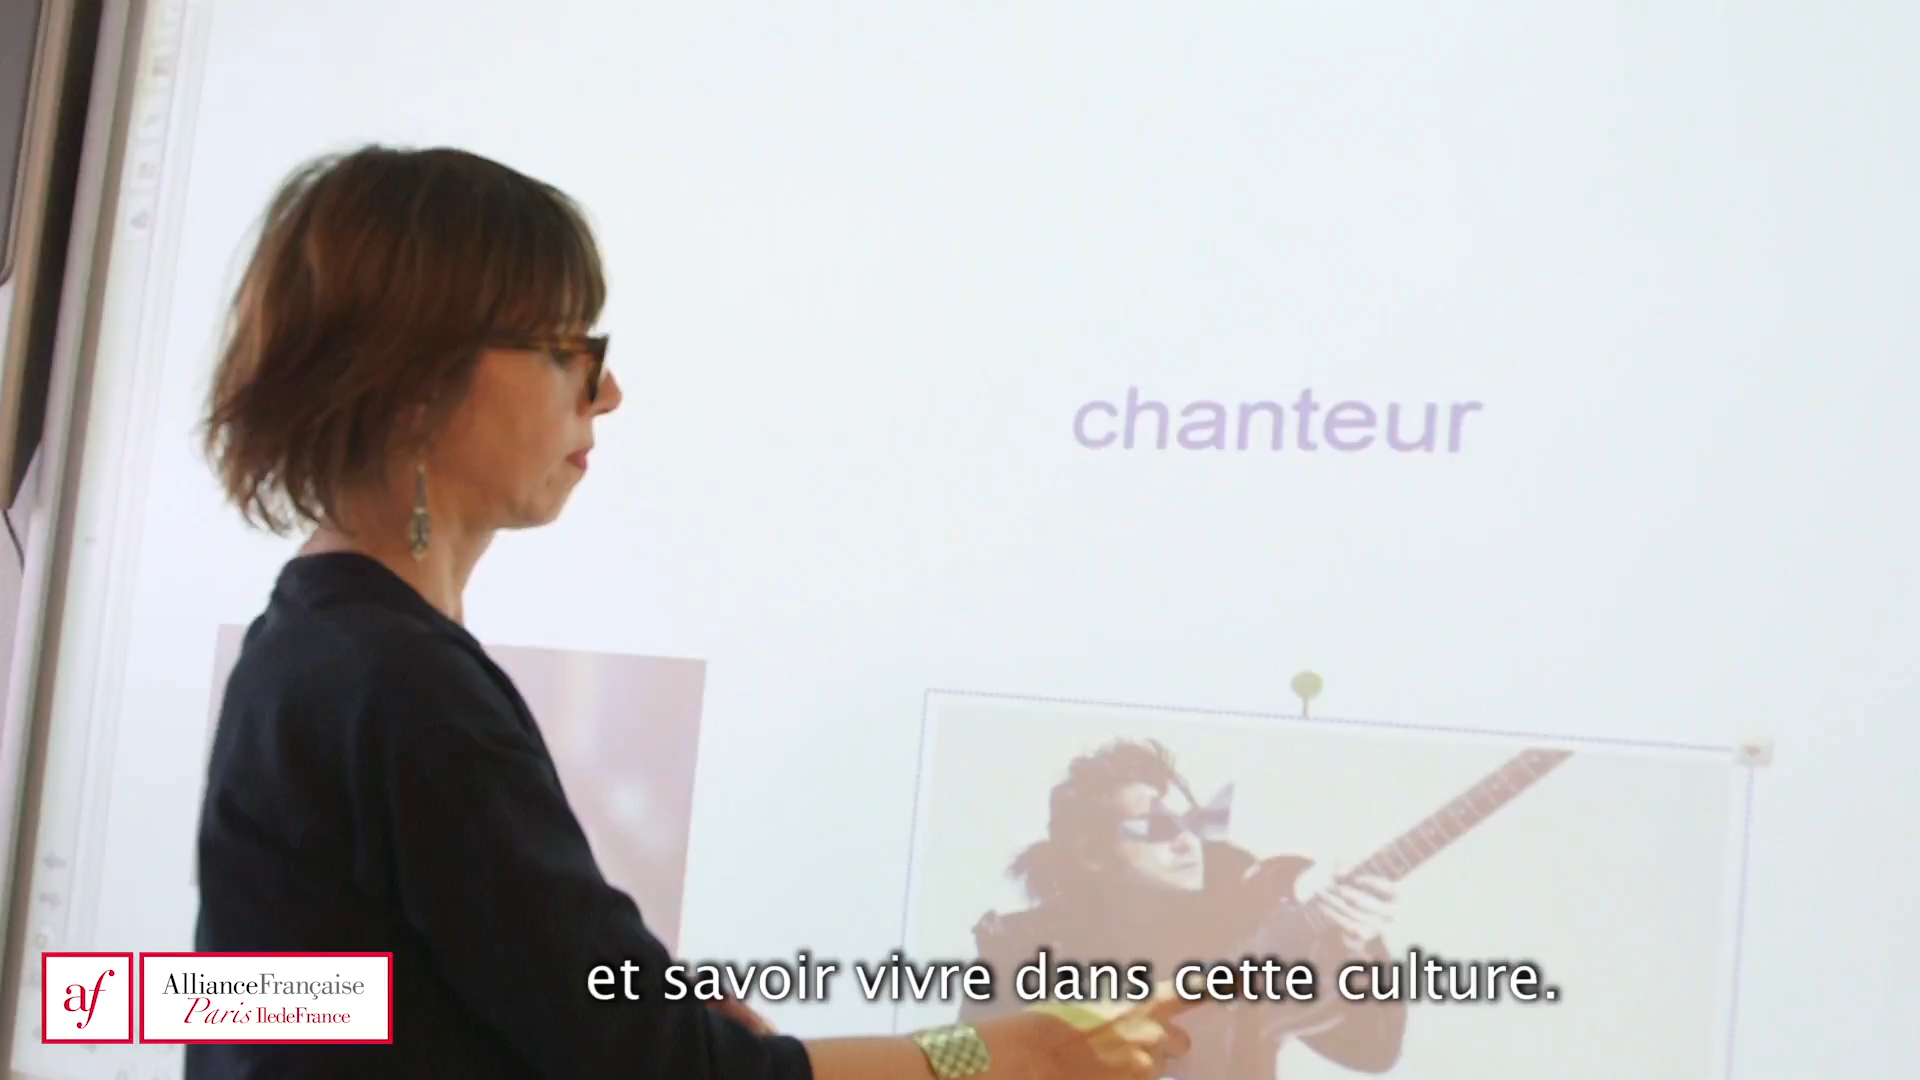 chanteur
et savoir vivre dans cette culture.
af
AllianceFrançaise
Paris IledeFrance